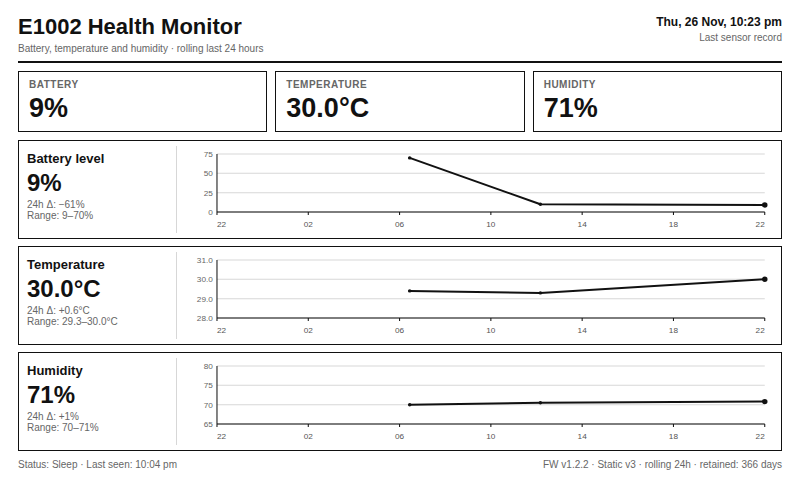 E1002 Health Monitor
Thu, 26 Nov, 10:23 pm
Battery, temperature and humidity · rolling last 24 hours
Last sensor record
BATTERY
9%
TEMPERATURE
30.0°C
HUMIDITY
71%
Battery level
9%
24h Δ: −61%
Range: 9–70%
75
50
25
0
22 02 06 10 14 18 22
Temperature
30.0°C
24h Δ: +0.6°C
Range: 29.3–30.0°C
31.0
30.0
29.0
28.0
22 02 06 10 14 18 22
Humidity
71%
24h Δ: +1%
Range: 70–71%
80
75
70
65
22 02 06 10 14 18 22
Status: Sleep · Last seen: 10:04 pm
FW v1.2.2 · Static v3 · rolling 24h · retained: 366 days